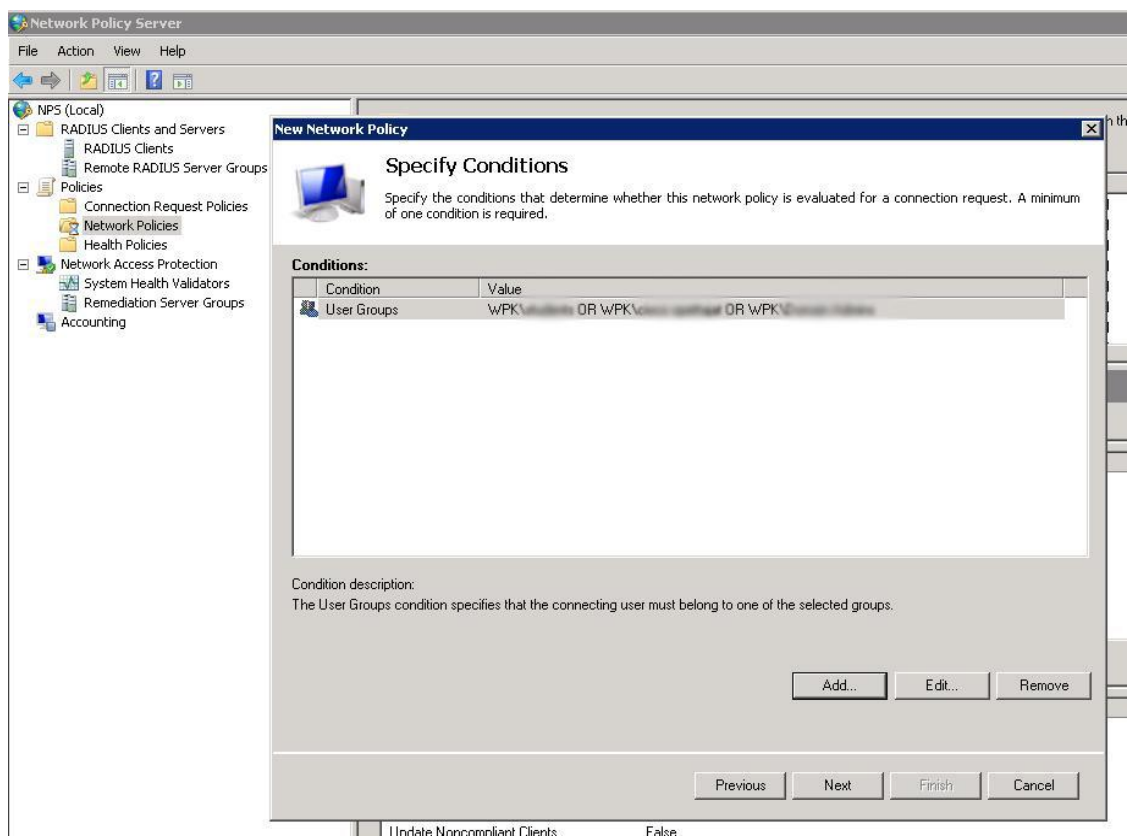 Network Policy Server
File Action View Help
NPS (Local)
RADIUS Clients and Servers
RADIUS Clients
Remote RADIUS Server Groups
Policies
Connection Request Policies
Network Policies
Health Policies
Network Access Protection
System Health Validators
Remediation Server Groups
Accounting
New Network Policy
Specify Conditions
Specify the conditions that determine whether this network policy is evaluated for a connection request. A minimum
of one condition is required.
Conditions:
Condition Value
User Groups WPK\ OR WPK\ OR WPK\
Condition description:
The User Groups condition specifies that the connecting user must belong to one of the selected groups.
Add... Edit... Remove
Previous Next Finish Cancel
Update Noncompliant Clients False